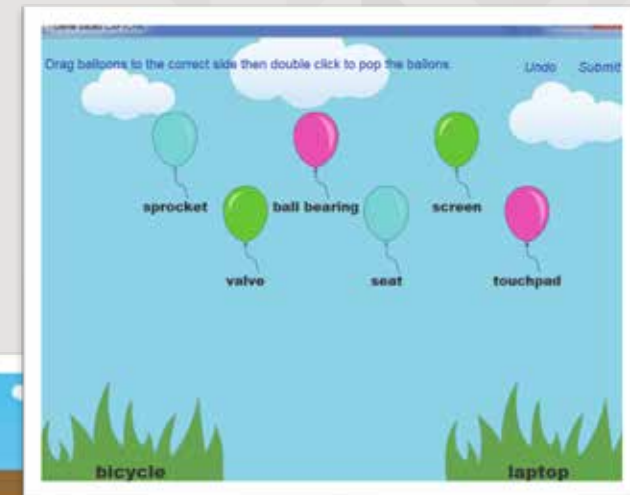 Drag balloons to the correct side then double click to pop the ballons.
Undo Submit
sprocket ball bearing screen
valve seat touchpad
bicycle laptop